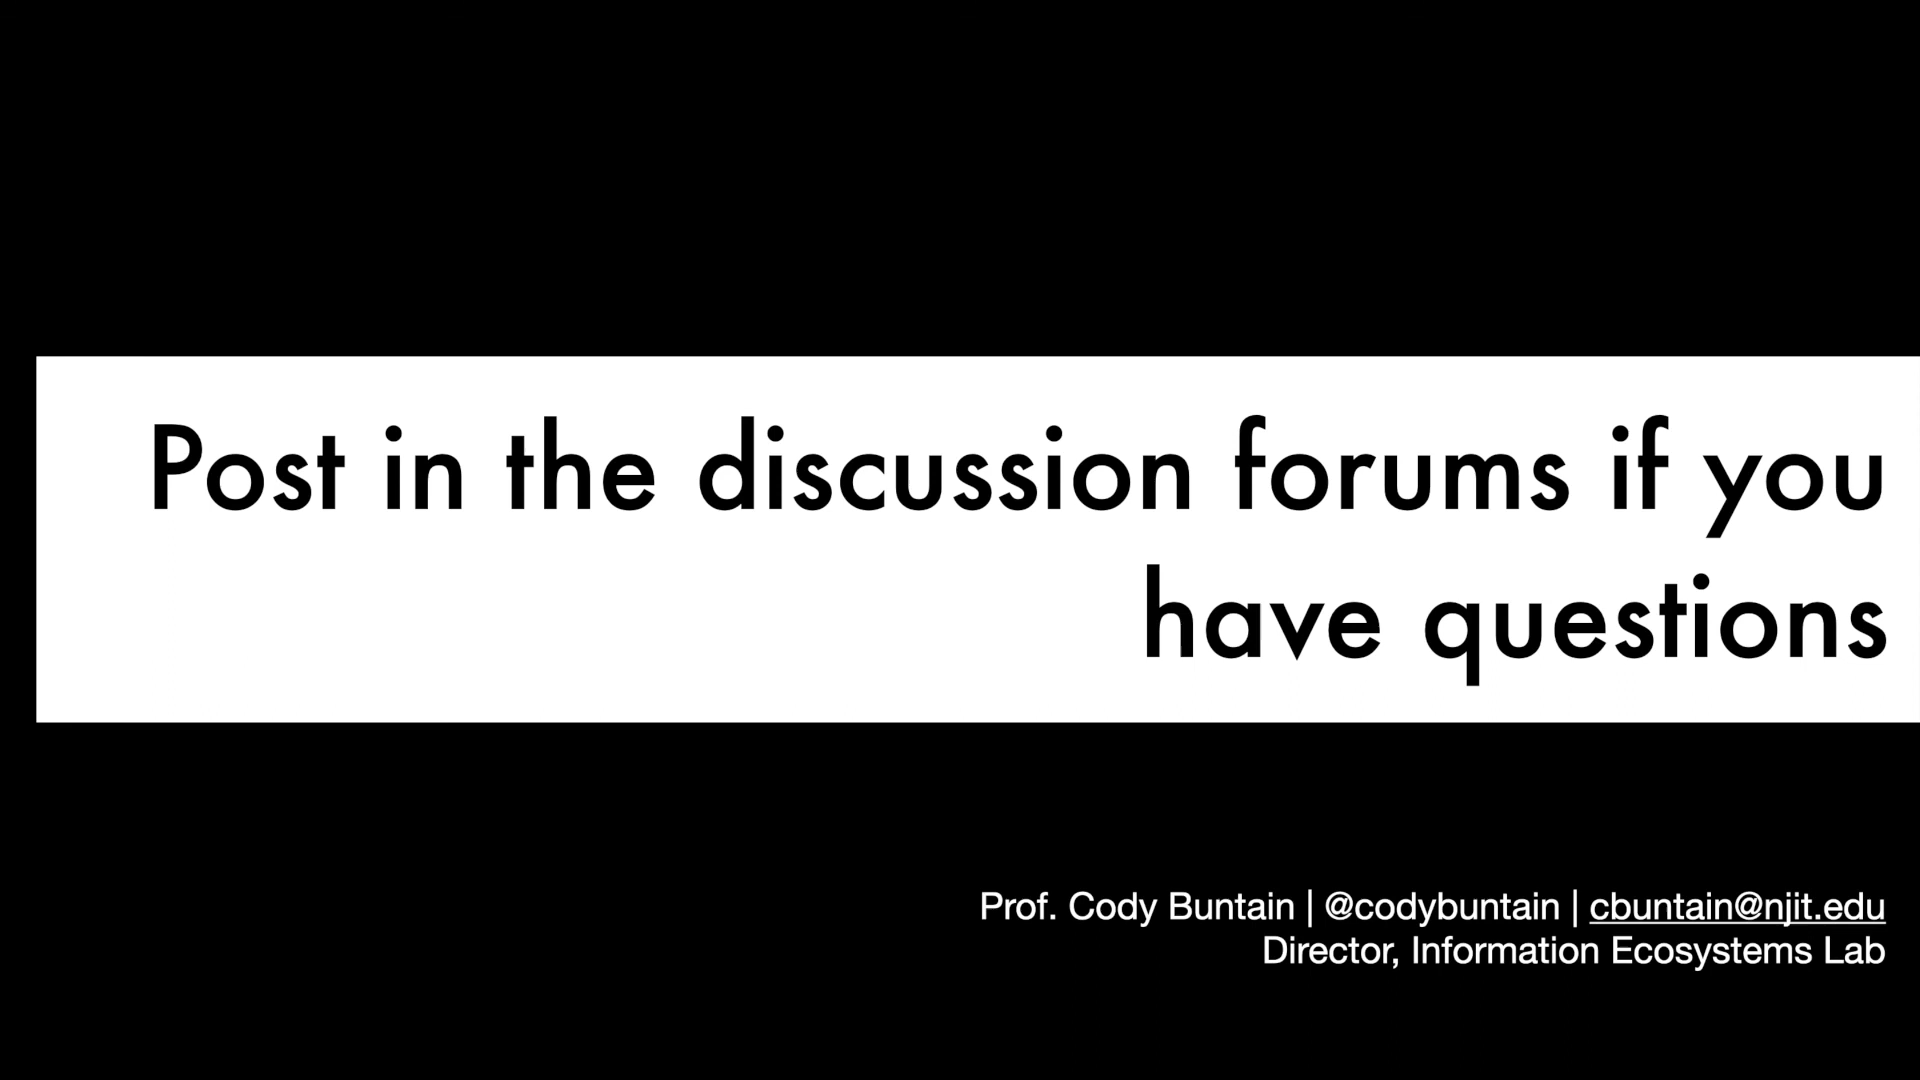 Post in the discussion forums if you
have questions
Prof. Cody Buntain | @codybuntain | cbuntain@njit.edu
Director, Information Ecosystems Lab